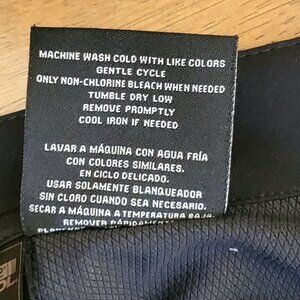 MACHINE WASH COLD WITH LIKE COLORS
GENTLE CYCLE
ONLY NON-CHLORINE BLEACH WHEN NEEDED
TUMBLE DRY LOW
REMOVE PROMPTLY
COOL IRON IF NEEDED
LAVAR A MÁQUINA CON AGUA FRÍA
CON COLORES SIMILARES.
EN CICLO DELICADO.
USAR SOLAMENTE BLANQUEADOR
SIN CLORO CUANDO SEA NECESARIO.
SECAR A MÁQUINA A TEMPERATURA BAJA.
REMOVER RÁPIDAMENTE